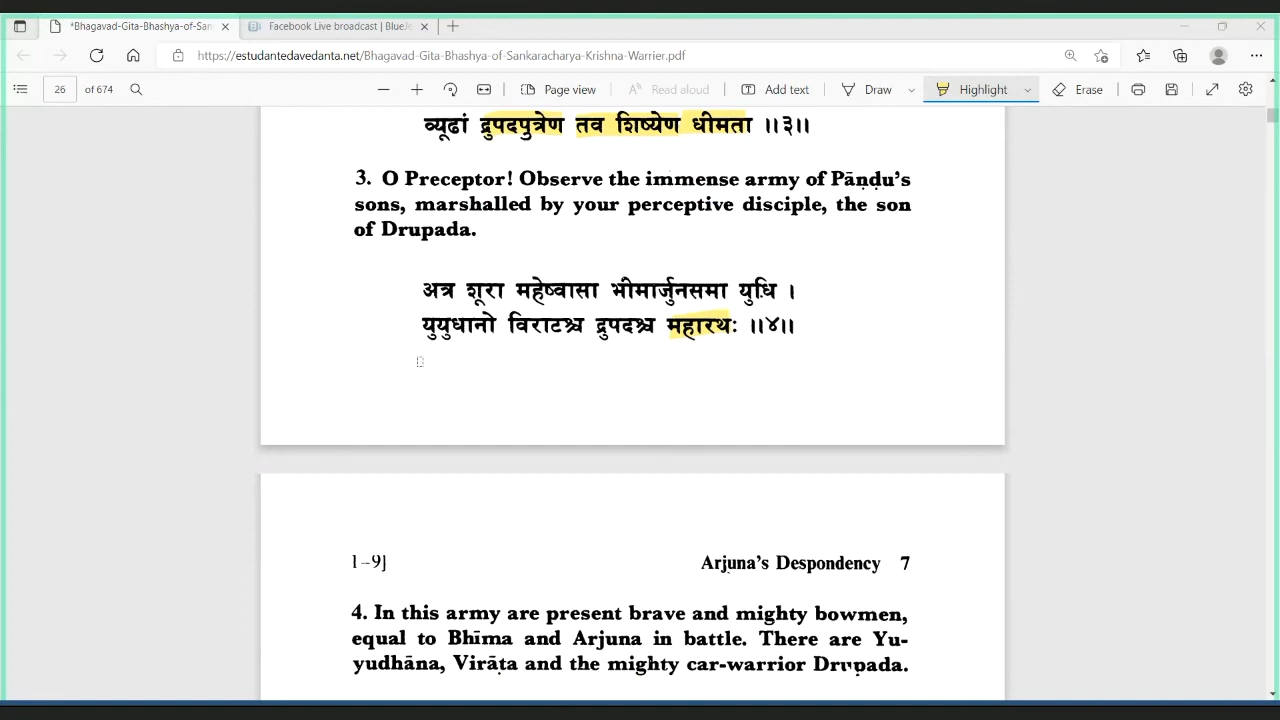 *Bhagavad-Gita-Bhashya-of-San
Facebook Live broadcast | BlueJe
https://estudantedavedanta.net/Bhagavad-Gita-Bhashya-of-Sankaracharya-Krishna-Warrier.pdf
26 of 674 Page view Read aloud Add text Draw Highlight Erase
व्यूढां द्रुपदपुत्रेण तव शिष्येण धीमता ।।३।।
3. O Preceptor! Observe the immense army of Pāṇḍu's
sons, marshalled by your perceptive disciple, the son
of Drupada.
अत्र शूरा महेष्वासा भीमार्जुनसमा युधि ।
युयुधानो विराटश्च द्रुपदश्च महारथः ।।४।।
1–9] Arjuna's Despondency 7
4. In this army are present brave and mighty bowmen,
equal to Bhīma and Arjuna in battle. There are Yu-
yudhāna, Virāṭa and the mighty car-warrior Drupada.